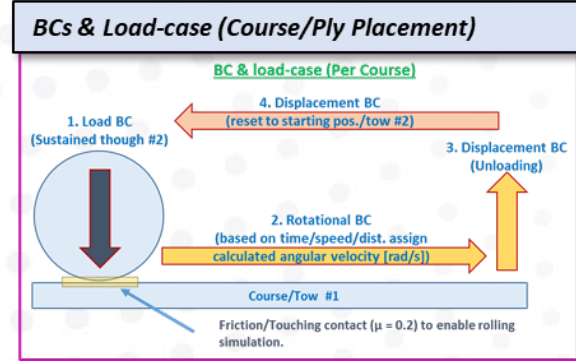 BCs & Load-case (Course/Ply Placement)
BC & load-case (Per Course)
4. Displacement BC
(reset to starting pos./tow #2)
1. Load BC
(Sustained though #2)
3. Displacement BC
(Unloading)
2. Rotational BC
(based on time/speed/dist. assign
calculated angular velocity [rad/s])
Course/Tow #1
Friction/Touching contact (μ = 0.2) to enable rolling
simulation.